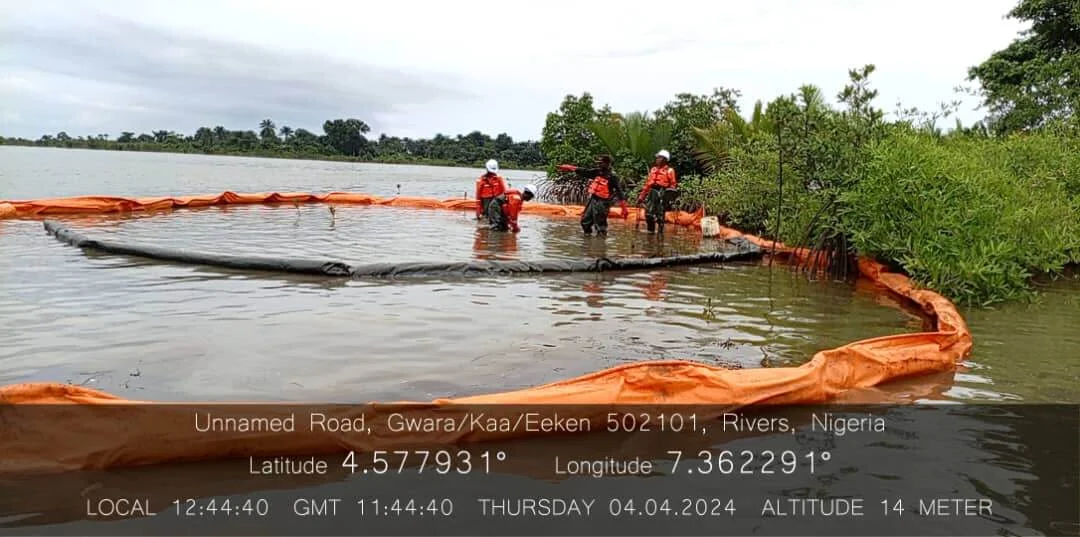 Unnamed Road, Gwara/Kaa/Eeken 502101, Rivers, Nigeria
Latitude 4.577931° Longitude 7.362291°
LOCAL 12:44:40 GMT 11:44:40 THURSDAY 04.04.2024 ALTITUDE 14 METER